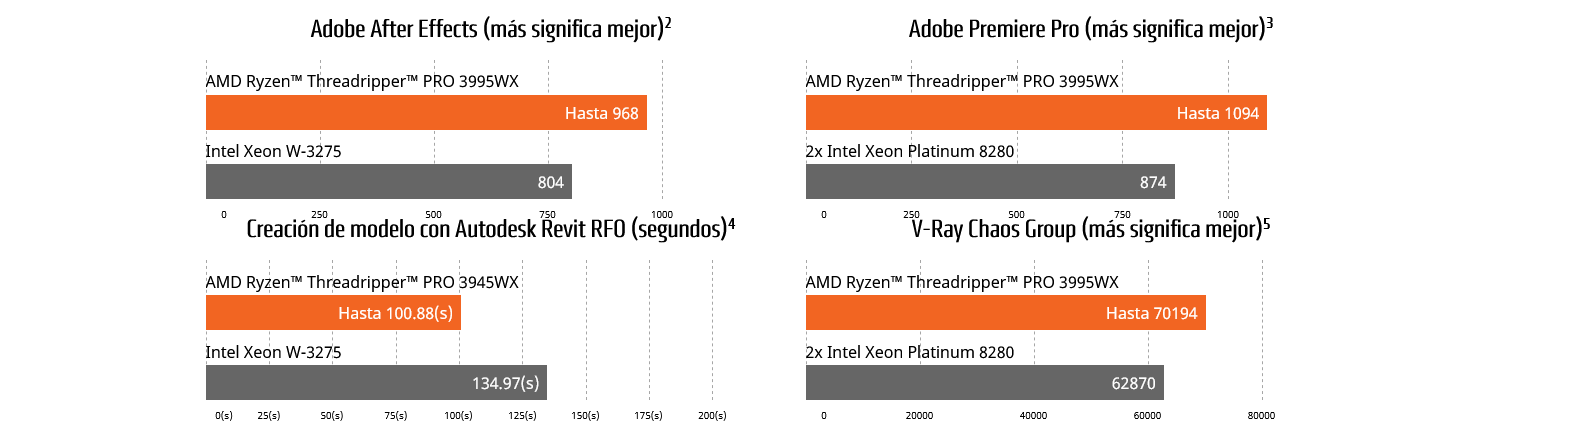 Adobe After Effects (más significa mejor)²
AMD Ryzen™ Threadripper™ PRO 3995WX
Hasta 968
Intel Xeon W-3275
804
0 250 500 750 1000
Adobe Premiere Pro (más significa mejor)³
AMD Ryzen™ Threadripper™ PRO 3995WX
Hasta 1094
2x Intel Xeon Platinum 8280
874
0 250 500 750 1000
Creación de modelo con Autodesk Revit RFO (segundos)⁴
AMD Ryzen™ Threadripper™ PRO 3945WX
Hasta 100.88(s)
Intel Xeon W-3275
134.97(s)
0(s) 25(s) 50(s) 75(s) 100(s) 125(s) 150(s) 175(s) 200(s)
V-Ray Chaos Group (más significa mejor)⁵
AMD Ryzen™ Threadripper™ PRO 3995WX
Hasta 70194
2x Intel Xeon Platinum 8280
62870
0 20000 40000 60000 80000